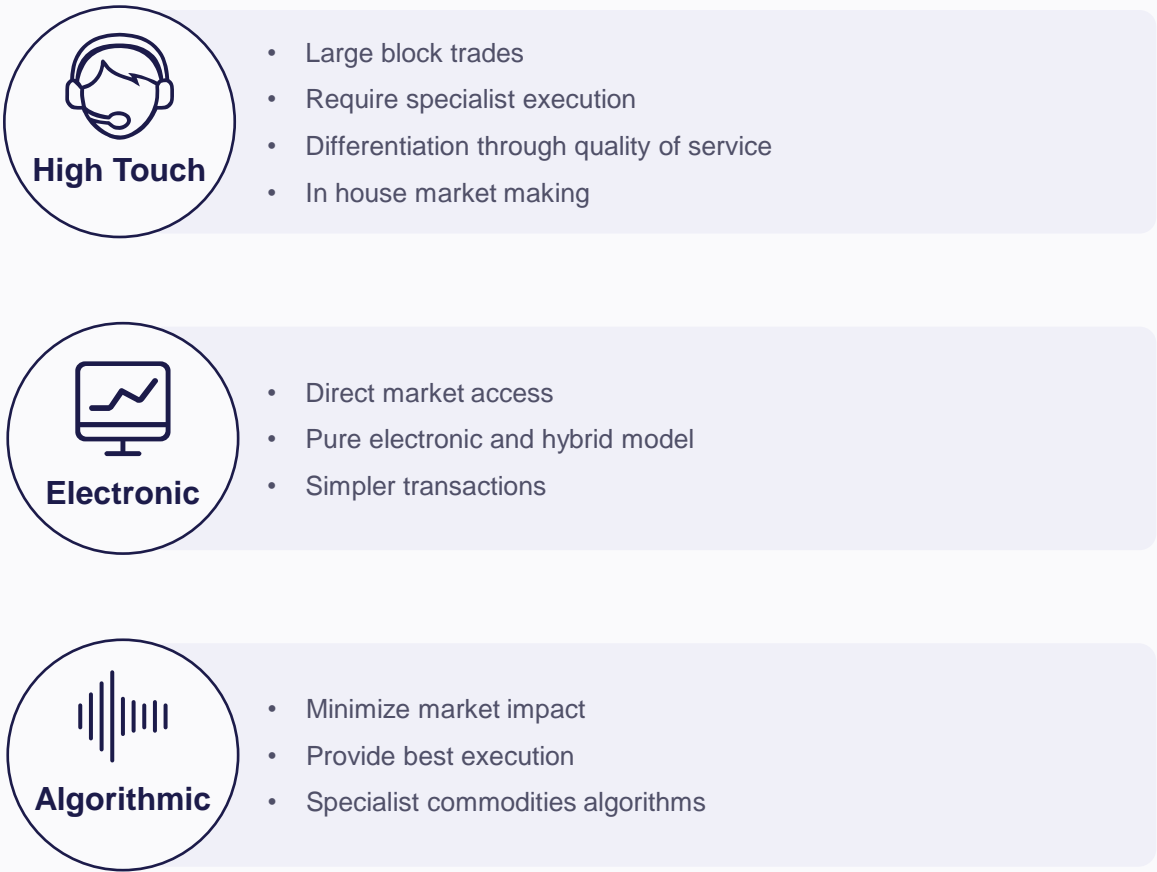 High Touch
• Large block trades
• Require specialist execution
• Differentiation through quality of service
• In house market making
Electronic
• Direct market access
• Pure electronic and hybrid model
• Simpler transactions
Algorithmic
• Minimize market impact
• Provide best execution
• Specialist commodities algorithms